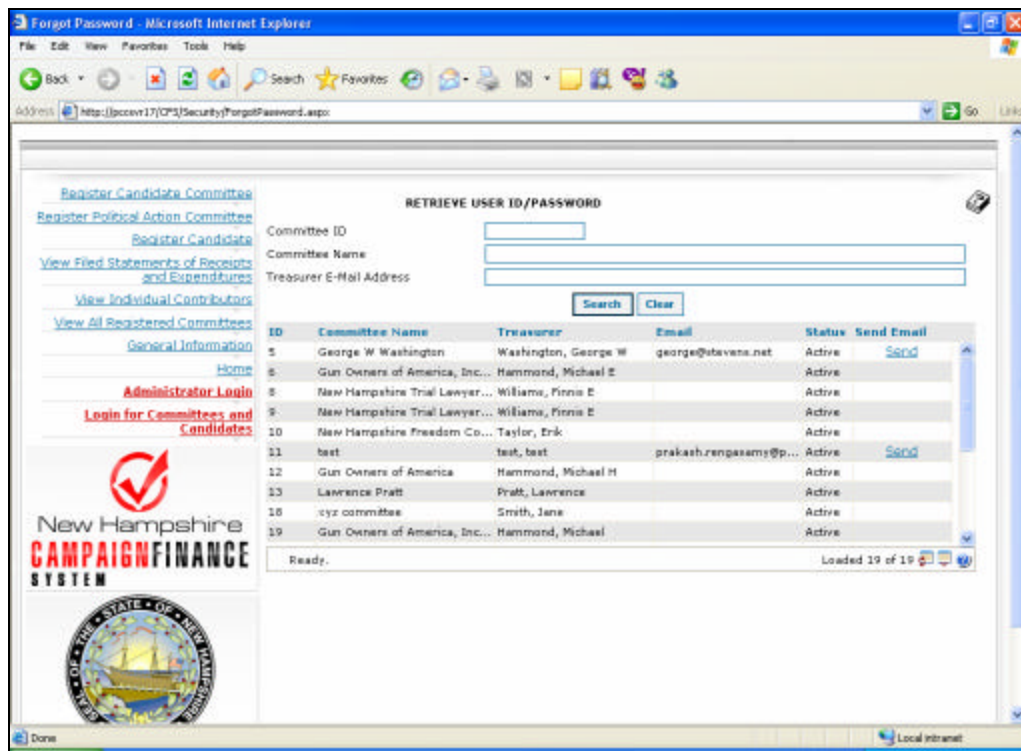 Forgot Password - Microsoft Internet Explorer
File Edit View Favorites Tools Help
Back Search Favorites
Address http://pccsvr17/CFS/Security/ForgotPassword.aspx Go Links
Register Candidate Committee
Register Political Action Committee
Register Candidate
View Filed Statements of Receipts
and Expenditures
View Individual Contributors
View All Registered Committees
General Information
Home
Administrator Login
Login for Committees and
Candidates
New Hampshire
CAMPAIGNFINANCE
SYSTEM
SEAL • OF • THE • STATE • OF • NEW HAMPSHIRE
RETRIEVE USER ID/PASSWORD
Committee ID
Committee Name
Treasurer E-Mail Address
Search Clear
ID Committee Name Treasurer Email Status Send Email
5 George W Washington Washington, George W george@stevens.net Active Send
6 Gun Owners of America, Inc... Hammond, Michael E Active
8 New Hampshire Trial Lawyer... Williams, Finnis E Active
9 New Hampshire Trial Lawyer... Williams, Finnis E Active
10 New Hampshire Freedom Co... Taylor, Erik Active
11 test test, test prakash.rengasamy@p... Active Send
12 Gun Owners of America Hammond, Michael H Active
13 Lawrence Pratt Pratt, Lawrence Active
18 xyz committee Smith, Jane Active
19 Gun Owners of America, Inc... Hammond, Michael Active
Ready. Loaded 19 of 19
Done Local intranet